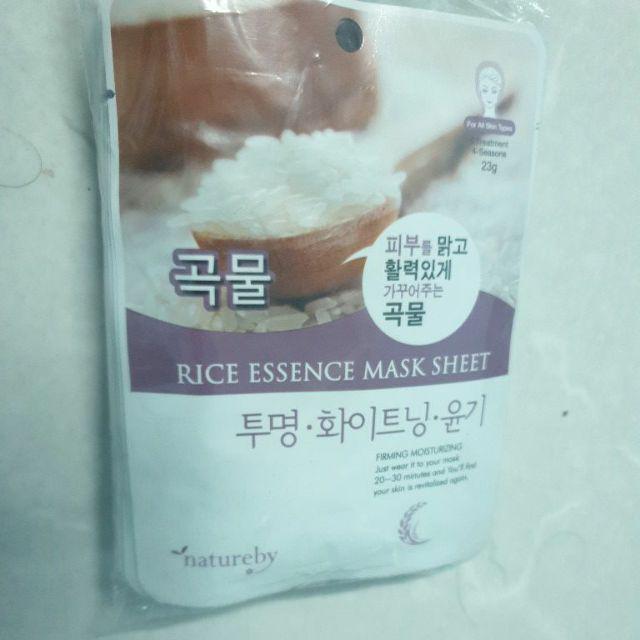 For All Skin Types
Treatment
4-Seasons
23g
피부를 맑고
활력있게
가꾸어주는
곡물
곡물
RICE ESSENCE MASK SHEET
투명·화이트닝·윤기
FIRMING MOISTURIZING
Just wear it to your mask
20~30 minutes and You'll find
your skin is revitalised again.
natureby